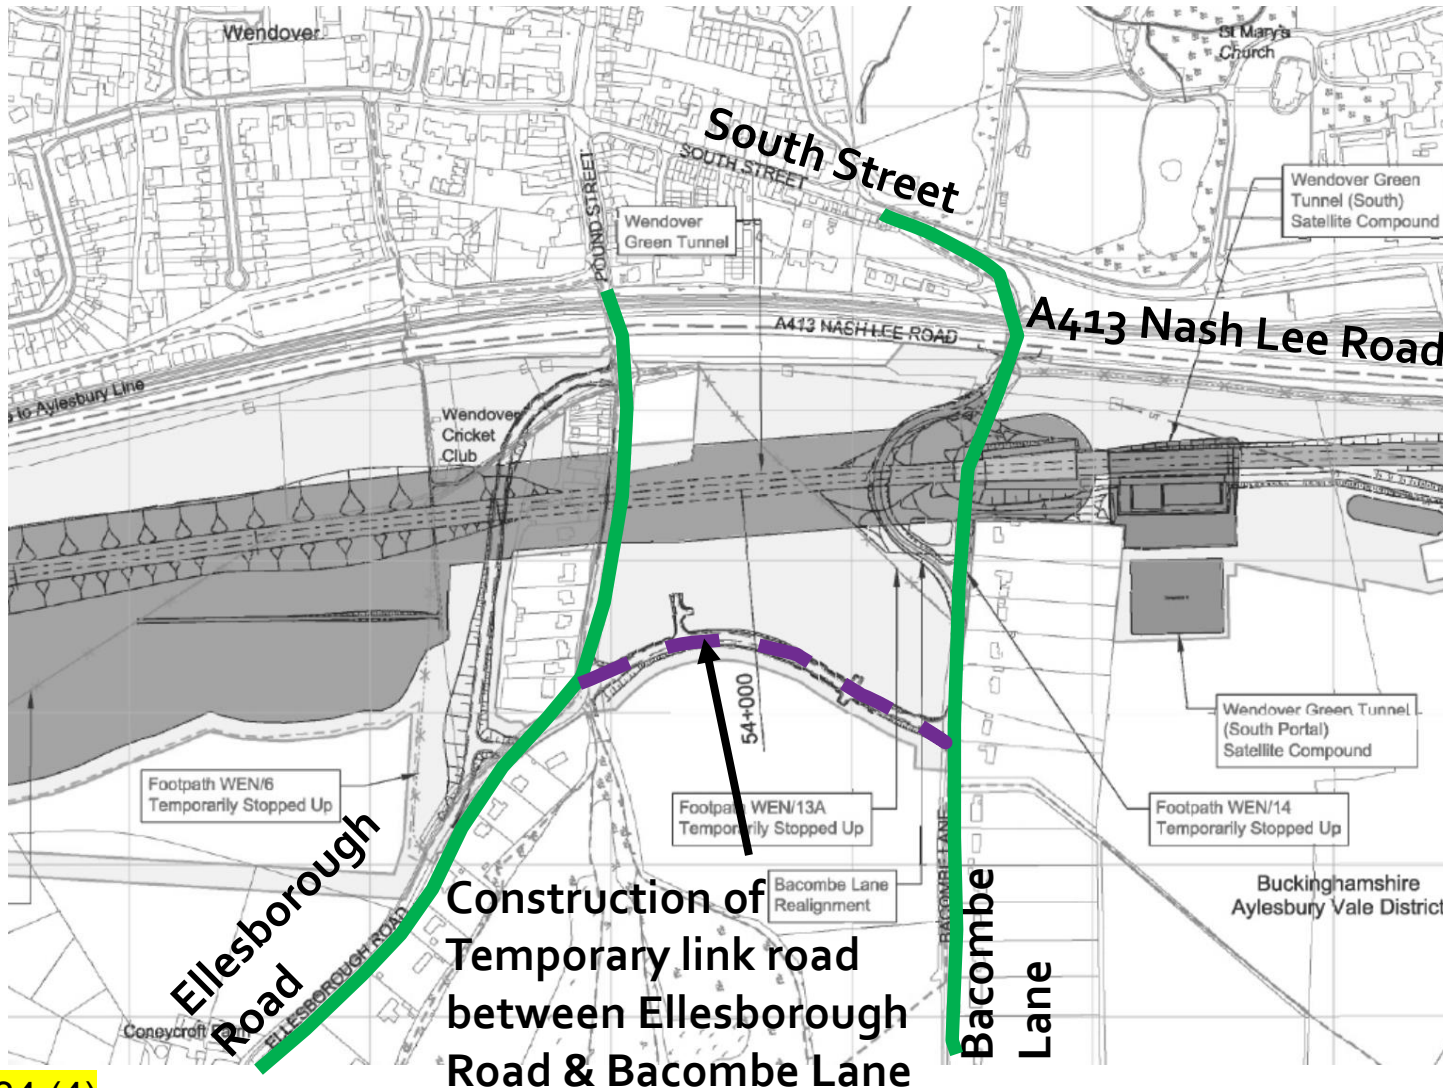 Wendover
St Mary's
Church
South Street
SOUTH STREET
POUND STREET
Wendover
Green Tunnel
Wendover Green
Tunnel (South)
Satellite Compound
A413 NASH LEE ROAD
A413 Nash Lee Road
to Aylesbury Line
Wendover
Cricket
Club
54+000
Wendover Green Tunnel
(South Portal)
Satellite Compound
Footpath WEN/6
Temporarily Stopped Up
Footpath WEN/13A
Temporarily Stopped Up
Footpath WEN/14
Temporarily Stopped Up
Bacombe Lane
Realignment
BACOMBE LANE
Bacombe
Lane
Buckinghamshire
Aylesbury Vale District
Ellesborough
Road
ELLESBOROUGH ROAD
Coneycroft Farm
Construction of
Temporary link road
between Ellesborough
Road & Bacombe Lane
(4)